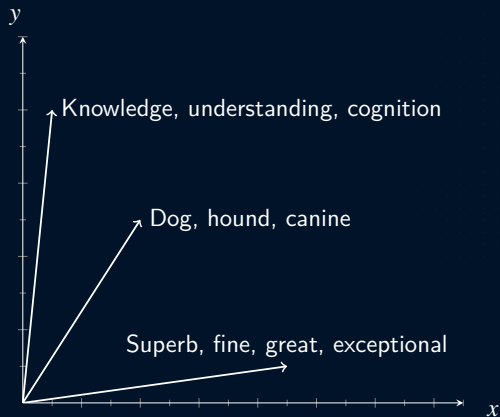 y
Knowledge, understanding, cognition
Dog, hound, canine
Superb, fine, great, exceptional
x